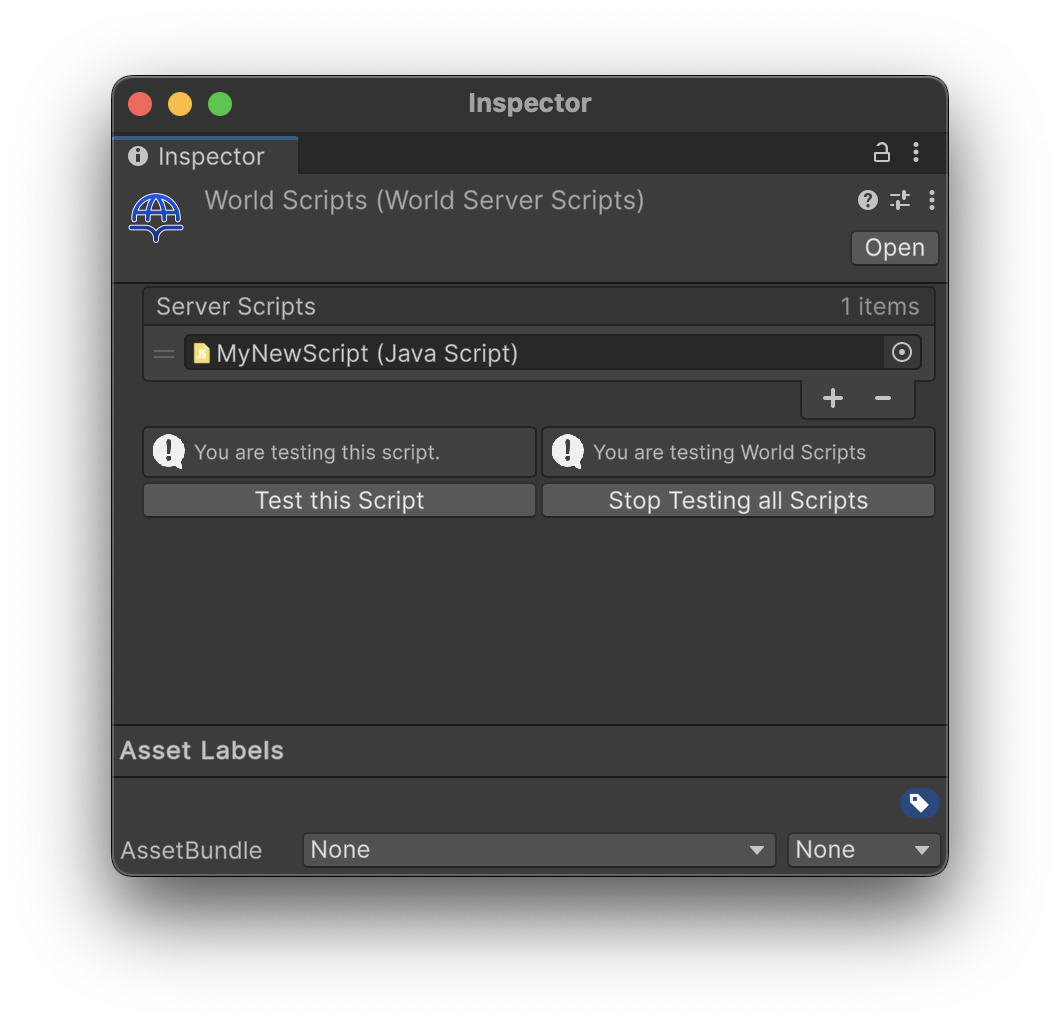 Inspector
Inspector
World Scripts (World Server Scripts)
Open
Server Scripts 1 items
JS MyNewScript (Java Script)
You are testing this script. You are testing World Scripts
Test this Script Stop Testing all Scripts
Asset Labels
AssetBundle None None